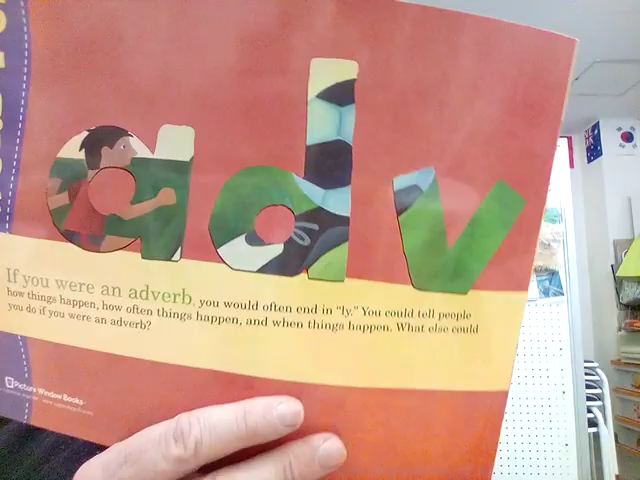 adv
If you were an adverb, you would often end in "ly." You could tell people
how things happen, how often things happen, and when things happen. What else could
you do if you were an adverb?
Picture Window Books